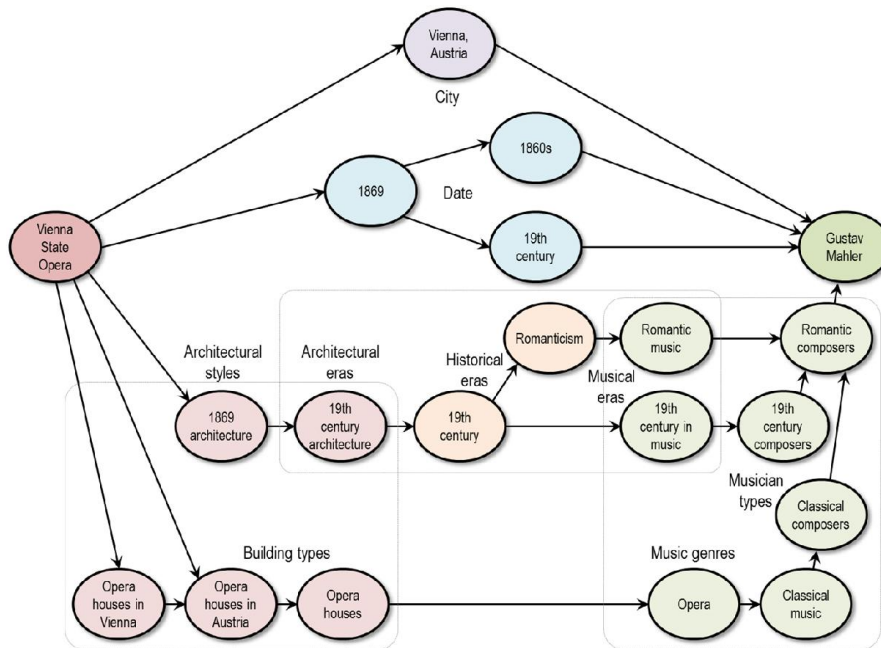 Vienna,
Austria
City
1860s
1869
Date
Vienna
State
Opera
19th
century
Gustav
Mahler
Architectural
styles
Architectural
eras
Historical
eras
Romanticism
Romantic
music
Musical
eras
Romantic
composers
1869
architecture
19th
century
architecture
19th
century
19th
century in
music
19th
century
composers
Musician
types
Classical
composers
Building types
Music genres
Opera
houses in
Vienna
Opera
houses in
Austria
Opera
houses
Opera
Classical
music